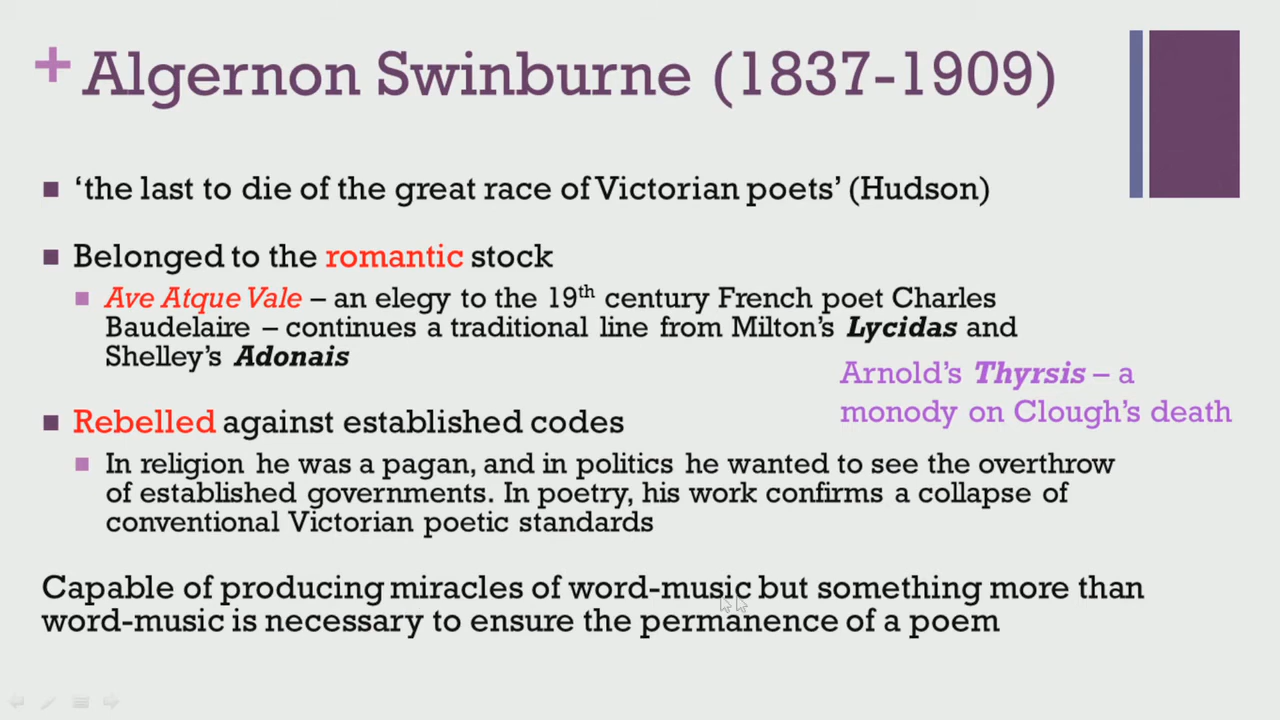 + Algernon Swinburne (1837-1909)
‘the last to die of the great race of Victorian poets’ (Hudson)
Belonged to the romantic stock
Ave Atque Vale – an elegy to the 19th century French poet Charles
Baudelaire – continues a traditional line from Milton’s Lycidas and
Shelley’s Adonais
Arnold’s Thyrsis – a
monody on Clough’s death
Rebelled against established codes
In religion he was a pagan, and in politics he wanted to see the overthrow
of established governments. In poetry, his work confirms a collapse of
conventional Victorian poetic standards
Capable of producing miracles of word-music but something more than
word-music is necessary to ensure the permanence of a poem